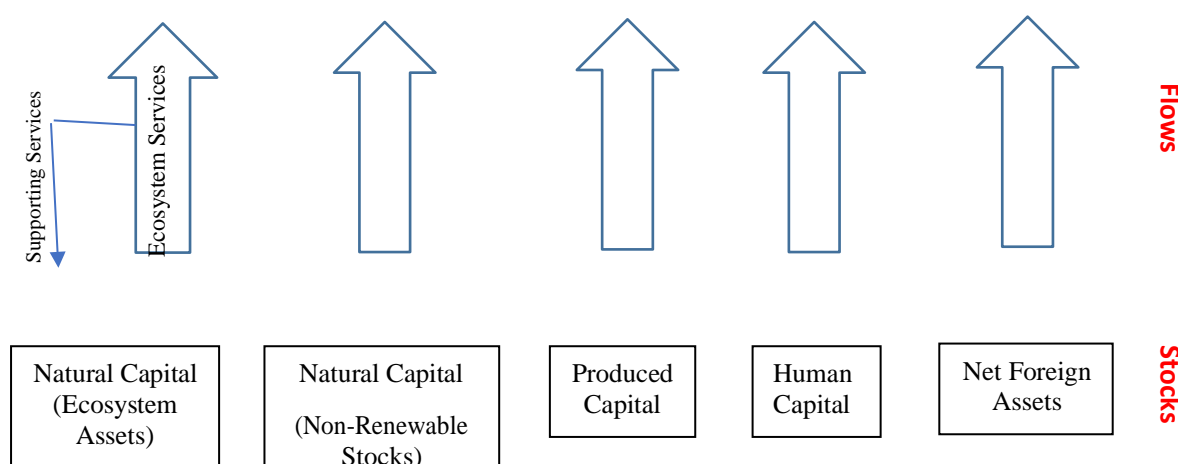 Supporting Services
Ecosystem Services
Flows
Natural Capital
(Ecosystem
Assets)
Natural Capital
(Non-Renewable
Stocks)
Produced
Capital
Human
Capital
Net Foreign
Assets
Stocks